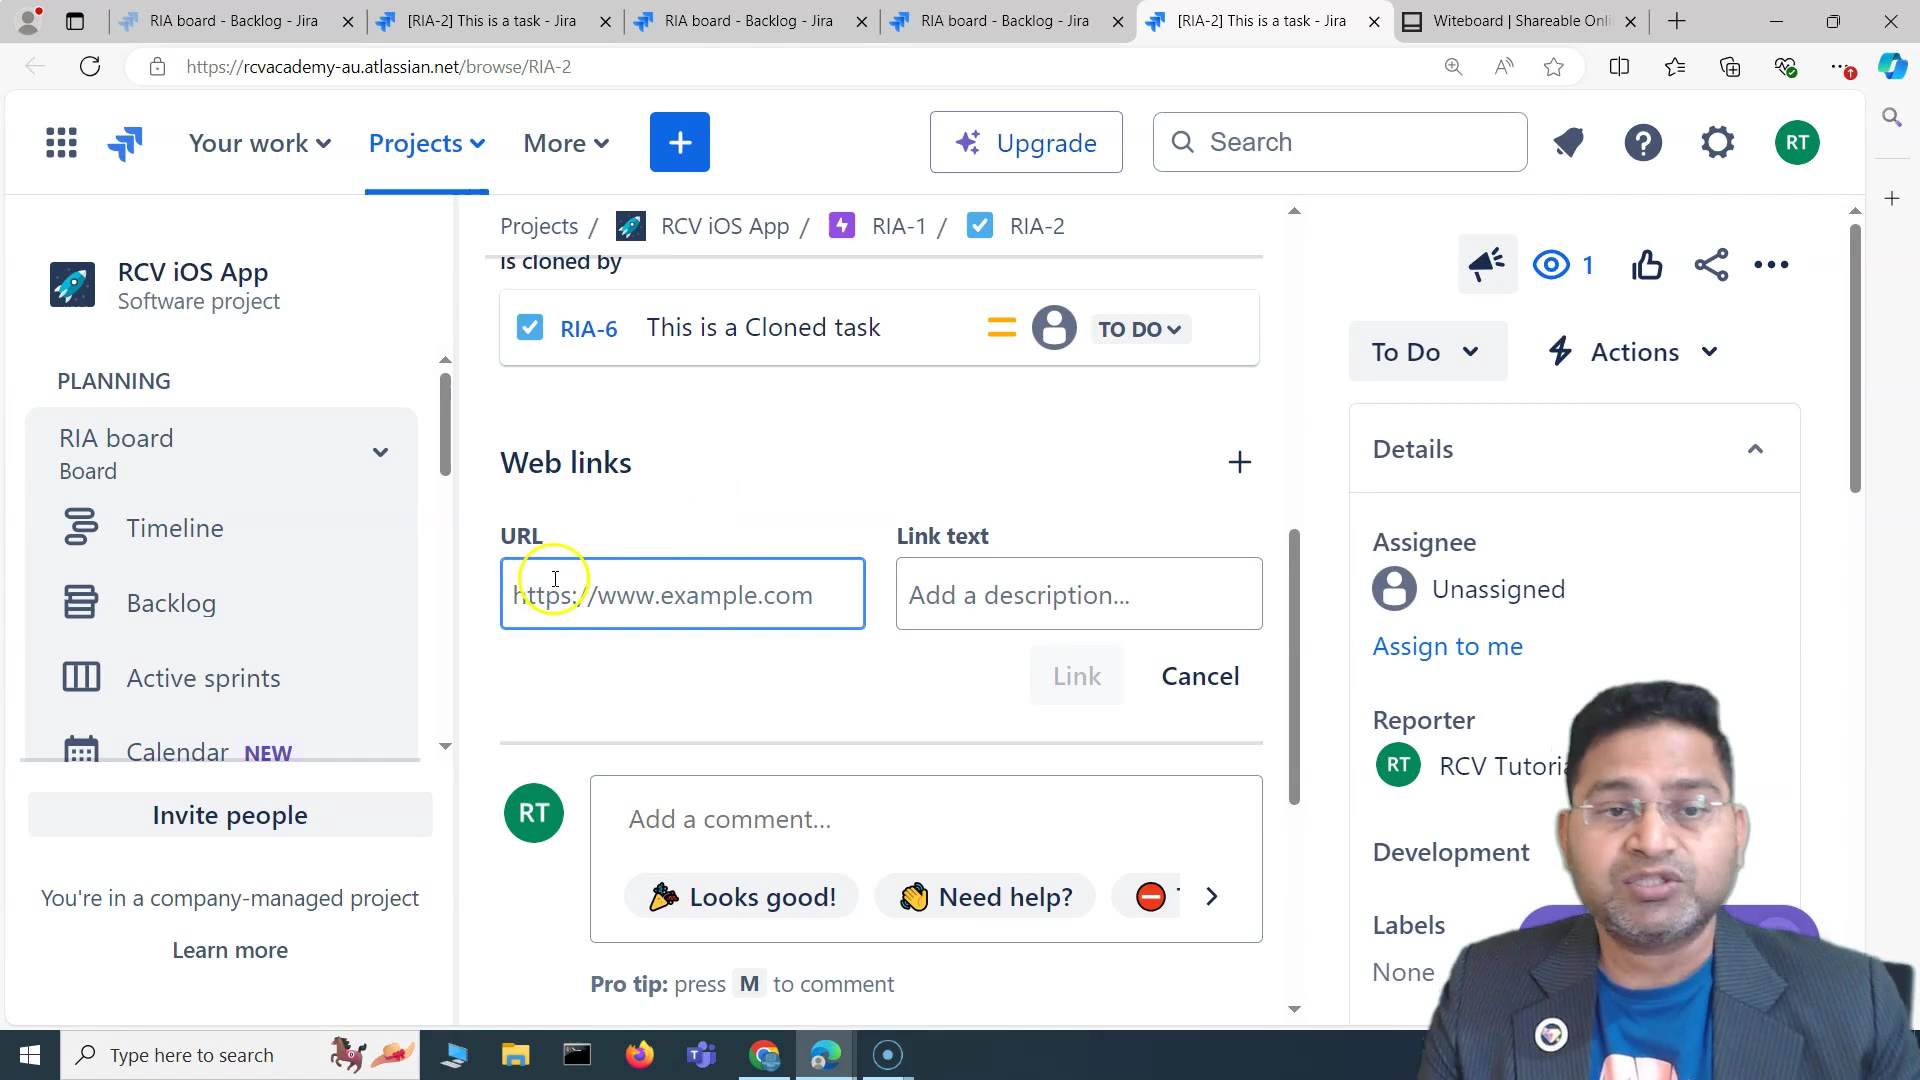 RIA board - Backlog - Jira
[RIA-2] This is a task - Jira
RIA board - Backlog - Jira
RIA board - Backlog - Jira
[RIA-2] This is a task - Jira
Witeboard | Shareable Onli
https://rcvacademy-au.atlassian.net/browse/RIA-2
Your work
Projects
More
Upgrade
Search
RT
RCV iOS App
Software project
PLANNING
RIA board
Board
Timeline
Backlog
Active sprints
Calendar NEW
Invite people
You're in a company-managed project
Learn more
Projects / RCV iOS App / RIA-1 / RIA-2
is cloned by
RIA-6 This is a Cloned task TO DO
Web links
URL
https://www.example.com
Link text
Add a description...
Link Cancel
RT
Add a comment...
Looks good! Need help?
Pro tip: press M to comment
1
To Do
Actions
Details
Assignee
Unassigned
Assign to me
Reporter
RT RCV Tutoria
Development
Labels
None
Type here to search